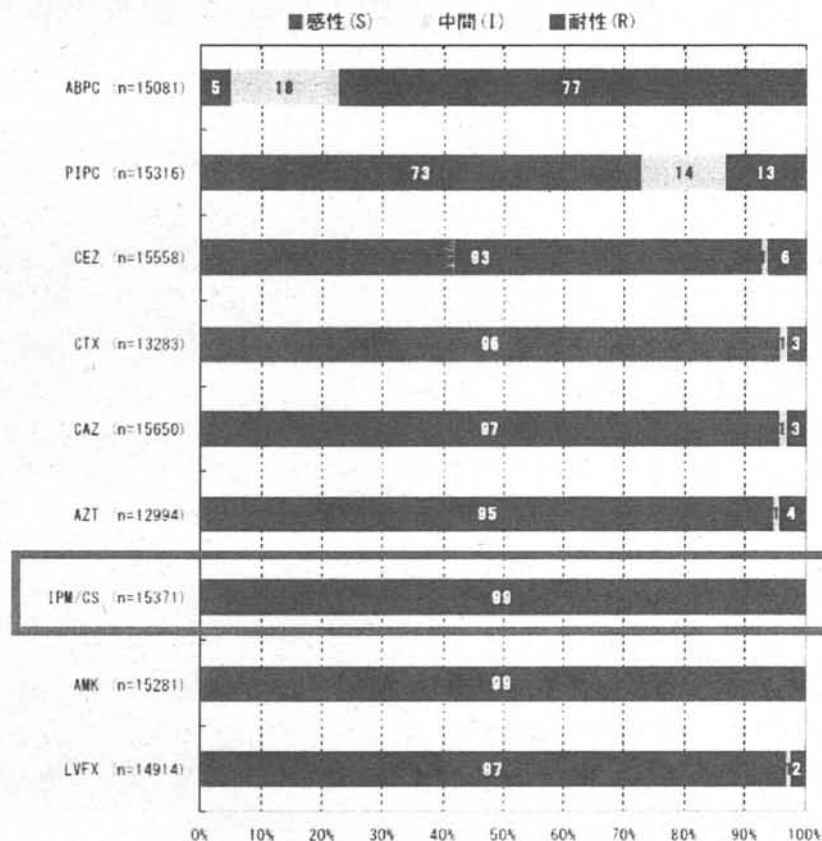 感性(S) 中間(I) 耐性(R)
ABPC (n=15081) 5 18 77
PIPC (n=15316) 73 14 13
CEZ (n=15558) 93 1 6
CTX (n=13283) 96 1 3
CAZ (n=15650) 97 1 3
AZT (n=12994) 95 1 4
IPM/CS (n=15371) 99
AMK (n=15281) 99
LVFX (n=14914) 97 1 2
0% 10% 20% 30% 40% 50% 60% 70% 80% 90% 100%